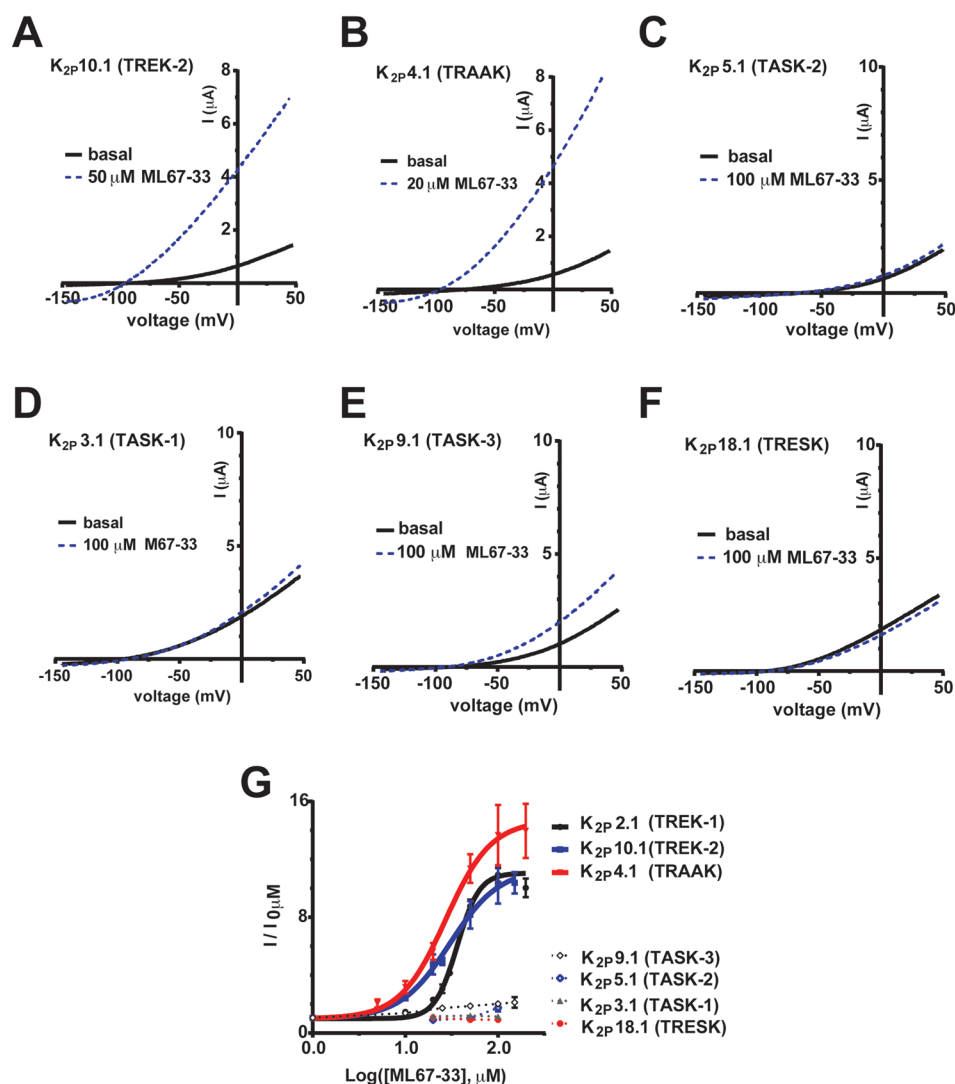 A
K2P10.1 (TREK-2)
8
6
4
2
I (µA)
basal
50 µM ML67-33
-150 -100 -50 0 50
voltage (mV)
B
K2P4.1 (TRAAK)
8
6
4
2
I (µA)
basal
20 µM ML67-33
-150 -100 -50 0 50
voltage (mV)
C
K2P5.1 (TASK-2)
10
5
I (µA)
basal
100 µM ML67-33
-150 -100 -50 0 50
voltage (mV)
D
K2P3.1 (TASK-1)
10
5
I (µA)
basal
100 µM M67-33
-150 -100 -50 0 50
voltage (mV)
E
K2P9.1 (TASK-3)
10
5
I (µA)
basal
100 µM ML67-33
-150 -100 -50 0 50
voltage (mV)
F
K2P18.1 (TRESK)
10
5
I (µA)
basal
100 µM ML67-33
-150 -100 -50 0 50
voltage (mV)
G
16
8
0
I / I 0µM
0.0 1.0 2.0
Log([ML67-33], µM)
K2P2.1 (TREK-1)
K2P10.1(TREK-2)
K2P4.1 (TRAAK)
K2P9.1 (TASK-3)
K2P5.1 (TASK-2)
K2P3.1 (TASK-1)
K2P18.1 (TRESK)